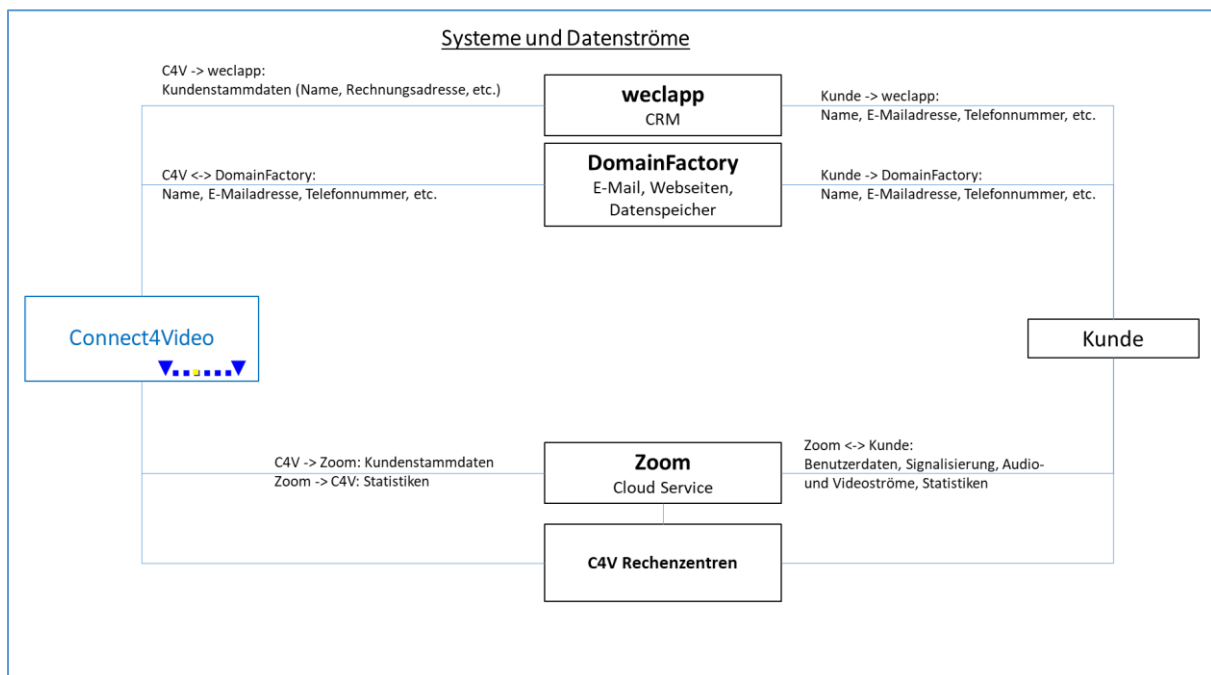 Systeme und Datenströme
C4V -> weclapp:
Kundenstammdaten (Name, Rechnungsadresse, etc.)
weclapp
CRM
Kunde -> weclapp:
Name, E-Mailadresse, Telefonnummer, etc.
C4V <-> DomainFactory:
Name, E-Mailadresse, Telefonnummer, etc.
DomainFactory
E-Mail, Webseiten,
Datenspeicher
Kunde -> DomainFactory:
Name, E-Mailadresse, Telefonnummer, etc.
Connect4Video
Kunde
C4V -> Zoom: Kundenstammdaten
Zoom -> C4V: Statistiken
Zoom
Cloud Service
Zoom <-> Kunde:
Benutzerdaten, Signalisierung, Audio-
und Videoströme, Statistiken
C4V Rechenzentren